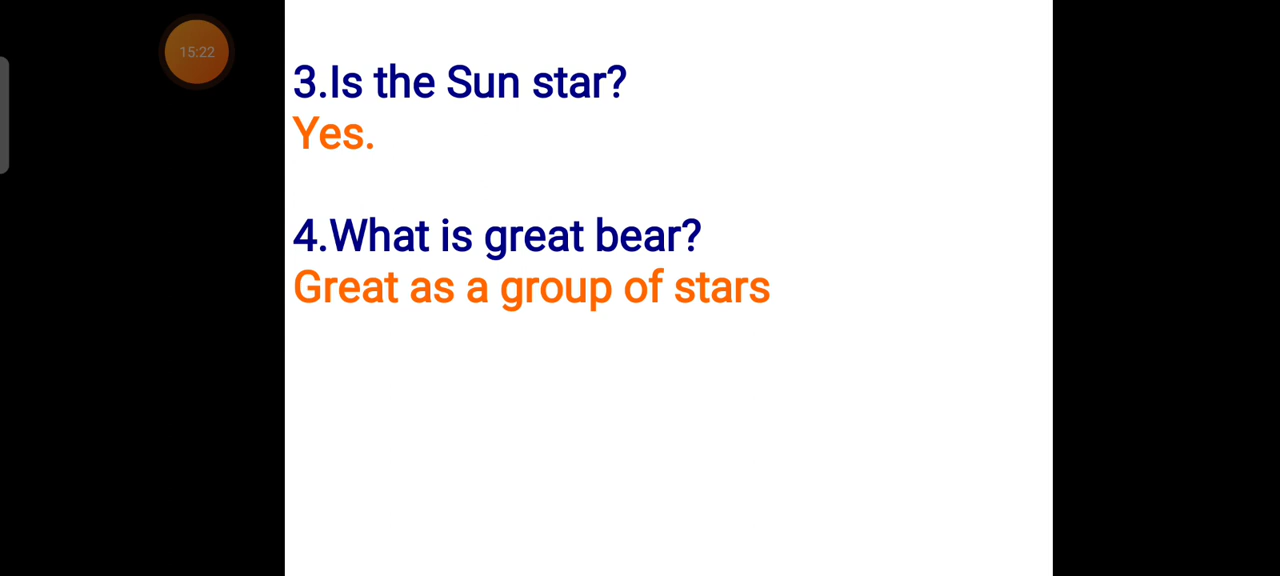 15:22
3.Is the Sun star?
Yes.
4.What is great bear?
Great as a group of stars